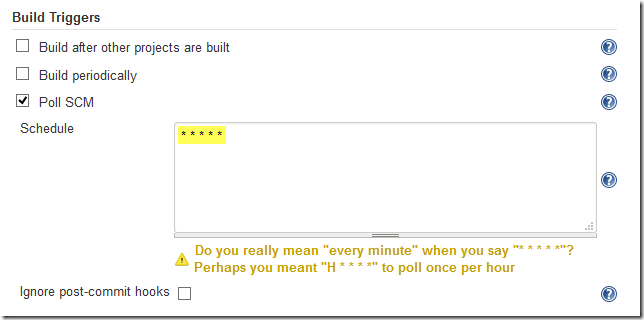 Build Triggers
Build after other projects are built
Build periodically
Poll SCM
Schedule
* * * * *
Do you really mean "every minute" when you say "* * * * *"?
Perhaps you meant "H * * * *" to poll once per hour
Ignore post-commit hooks